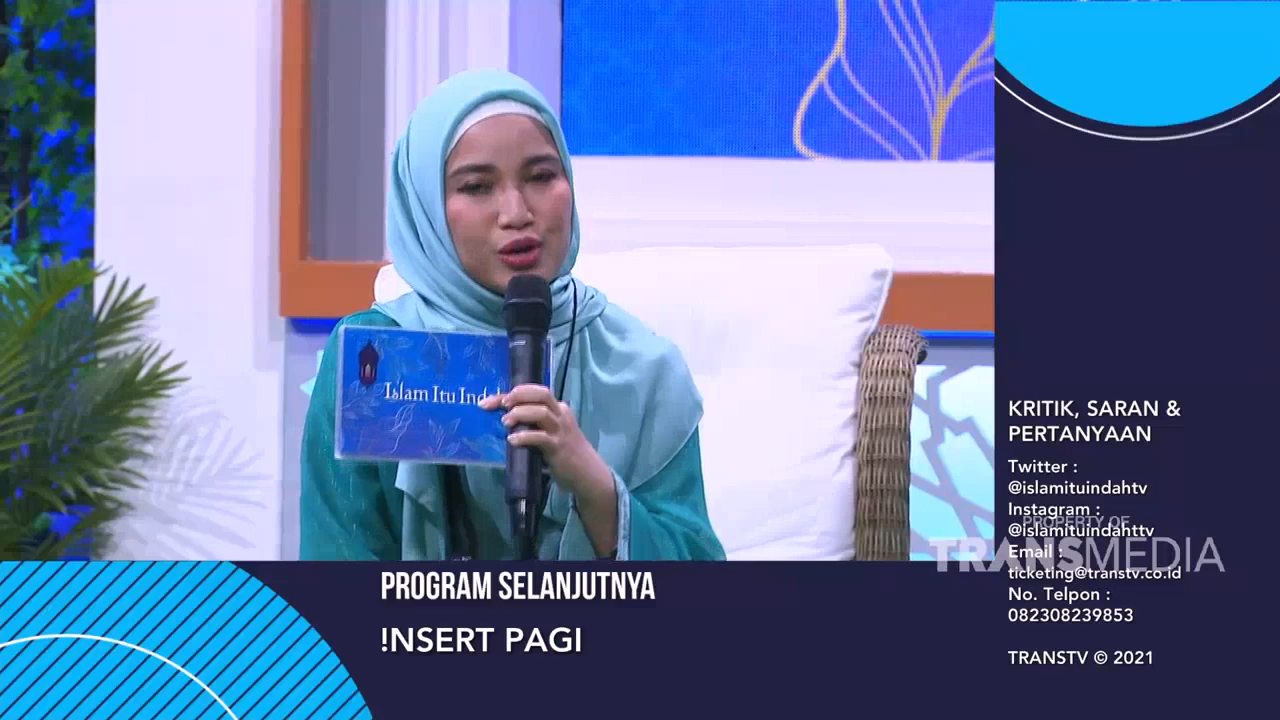 Islam Itu Indah
PROGRAM SELANJUTNYA
!NSERT PAGI
KRITIK, SARAN &
PERTANYAAN
Twitter :
@islamituindahtv
Instagram :
@islamituindahttv
Email :
ticketing@transtv.co.id
No. Telpon :
082308239853
TRANSTV © 2021
PROPERTY OF
TRANSMEDIA